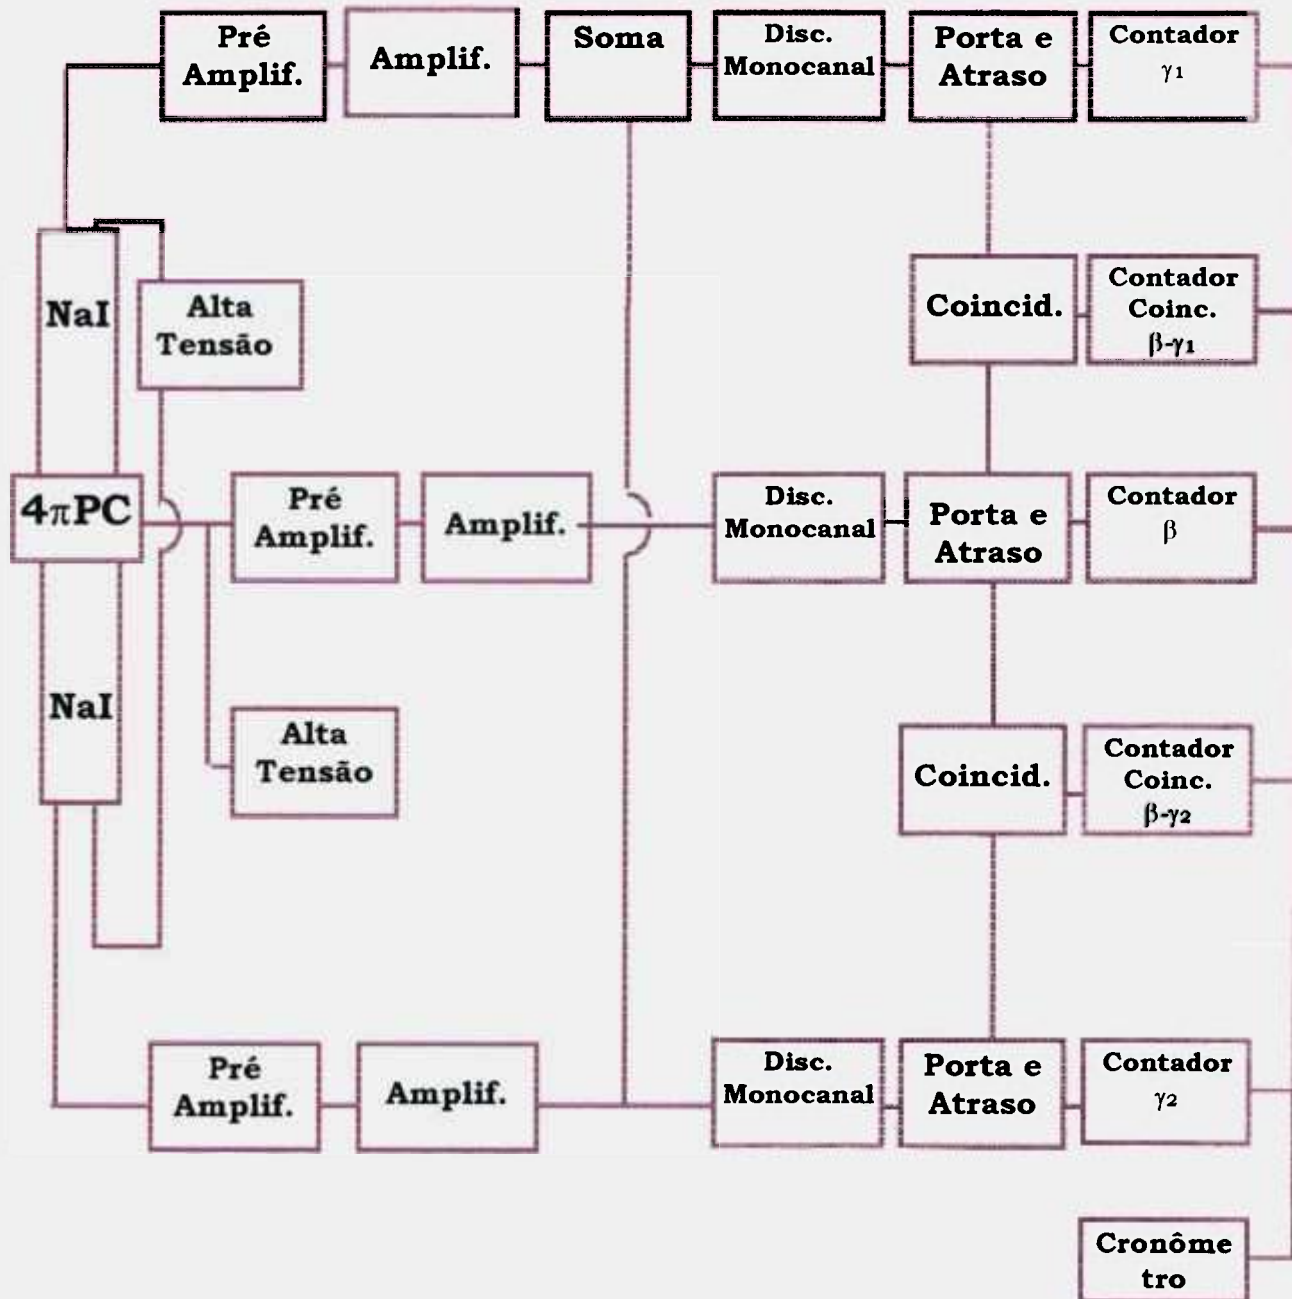 Pré
Amplif.
Amplif.
Soma
Disc.
Monocanal
Porta e
Atraso
Contador
γ1
NaI
Alta
Tensão
Coincid.
Contador
Coinc.
β-γ1
4πPC
Pré
Amplif.
Amplif.
Disc.
Monocanal
Porta e
Atraso
Contador
β
NaI
Alta
Tensão
Coincid.
Contador
Coinc.
β-γ2
Pré
Amplif.
Amplif.
Disc.
Monocanal
Porta e
Atraso
Contador
γ2
Cronôme
tro